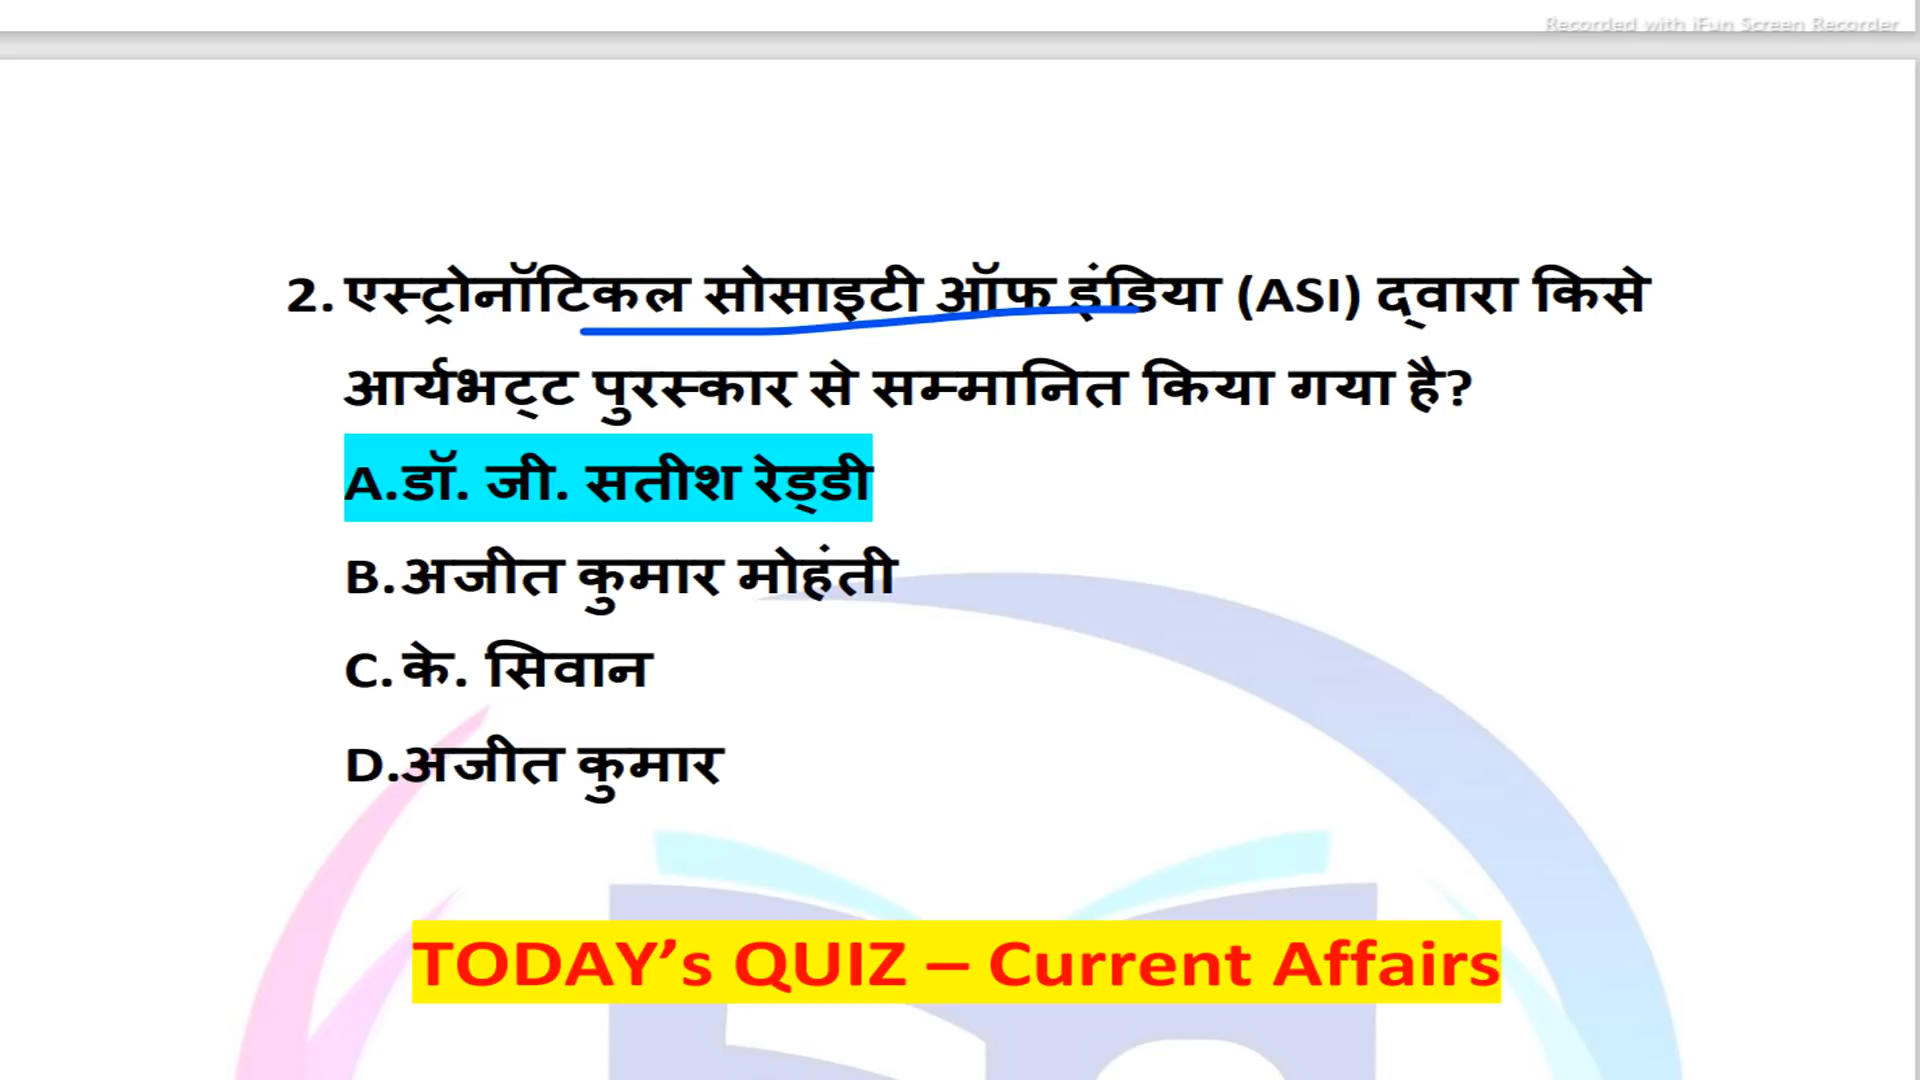 Recorded with iFun Screen Recorder
2. एस्ट्रोनॉटिकल सोसाइटी ऑफ इंडिया (ASI) द्वारा किसे
आर्यभट्ट पुरस्कार से सम्मानित किया गया है?
A.डॉ. जी. सतीश रेड्डी
B.अजीत कुमार मोहंती
C.के. सिवान
D.अजीत कुमार
TODAY’s QUIZ – Current Affairs